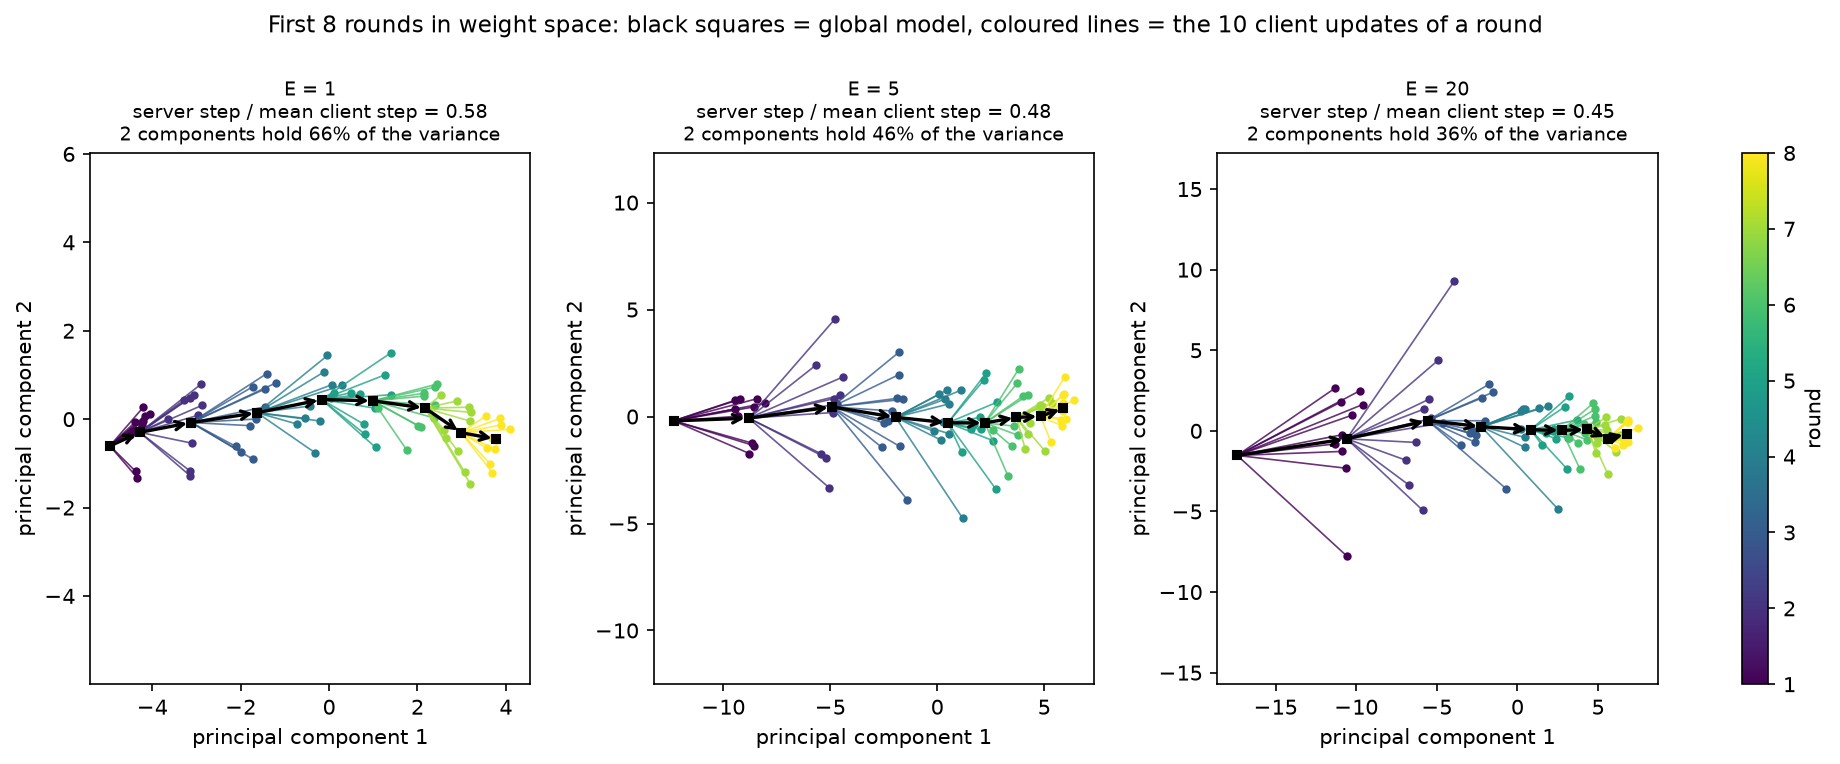 First 8 rounds in weight space: black squares = global model, coloured lines = the 10 client updates of a round
E = 1
server step / mean client step = 0.58
2 components hold 66% of the variance
6
4
2
0
−2
−4
principal component 2
−4
−2
0
2
4
principal component 1
E = 5
server step / mean client step = 0.48
2 components hold 46% of the variance
10
5
0
−5
−10
principal component 2
−10
−5
0
5
principal component 1
E = 20
server step / mean client step = 0.45
2 components hold 36% of the variance
15
10
5
0
−5
−10
−15
principal component 2
−15
−10
−5
0
5
principal component 1
8
7
6
5
4
3
2
1
round